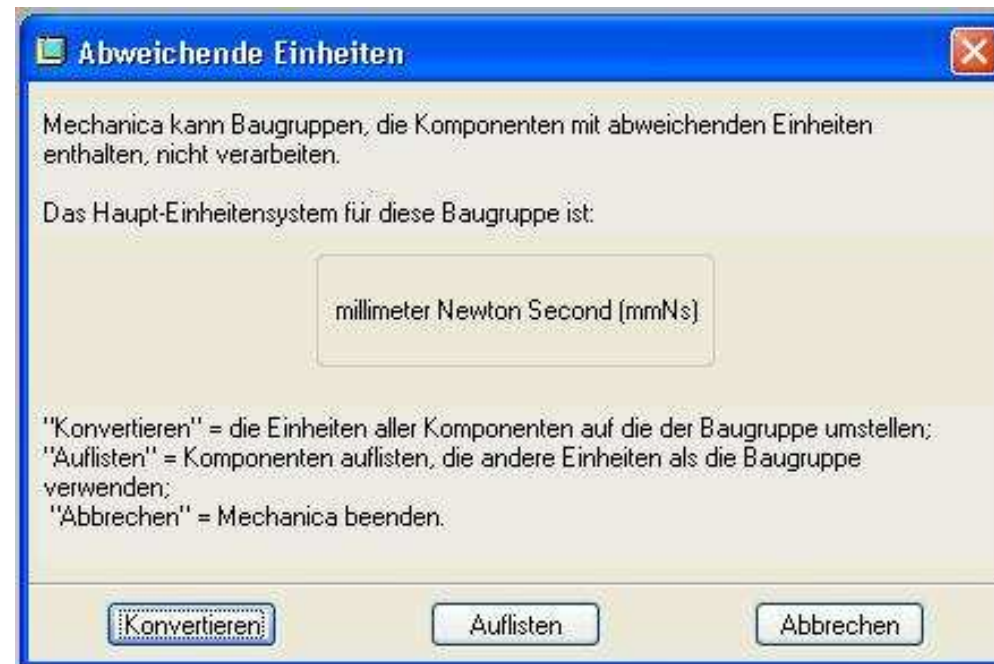 Abweichende Einheiten
Mechanica kann Baugruppen, die Komponenten mit abweichenden Einheiten
enthalten, nicht verarbeiten.
Das Haupt-Einheitensystem für diese Baugruppe ist:
millimeter Newton Second (mmNs)
"Konvertieren" = die Einheiten aller Komponenten auf die der Baugruppe umstellen;
"Auflisten" = Komponenten auflisten, die andere Einheiten als die Baugruppe
verwenden;
"Abbrechen" = Mechanica beenden.
Konvertieren Auflisten Abbrechen